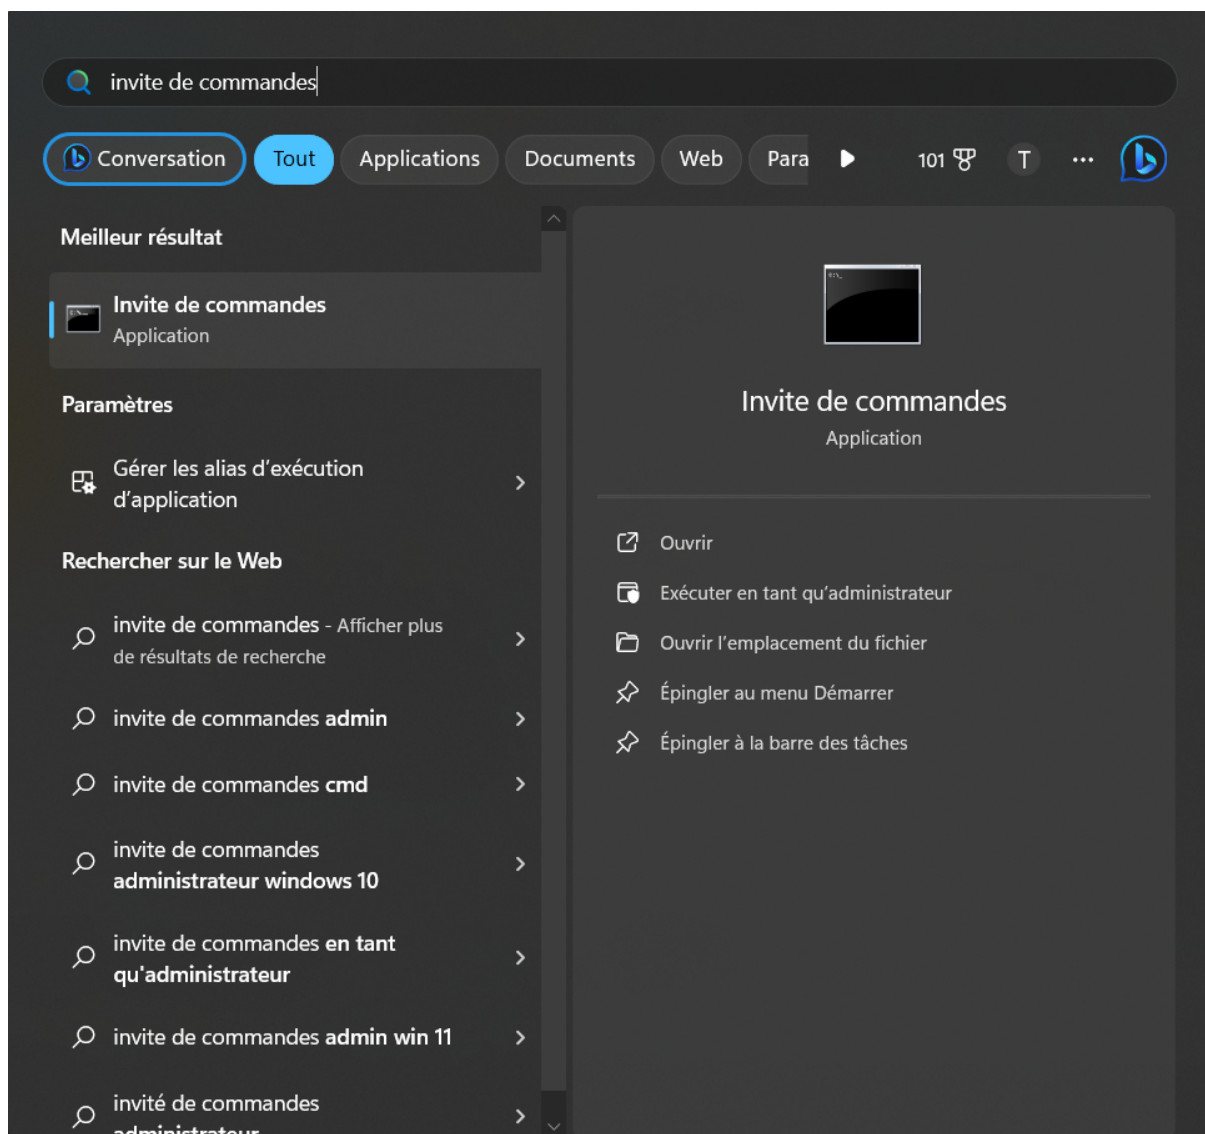 invite de commandes
Conversation
Tout
Applications
Documents
Web
Para
101
T
Meilleur résultat
Invite de commandes
Application
Paramètres
Gérer les alias d'exécution
d'application
Rechercher sur le Web
invite de commandes - Afficher plus
de résultats de recherche
invite de commandes admin
invite de commandes cmd
invite de commandes
administrateur windows 10
invite de commandes en tant
qu'administrateur
invite de commandes admin win 11
invité de commandes
administrateur
Invite de commandes
Application
Ouvrir
Exécuter en tant qu'administrateur
Ouvrir l'emplacement du fichier
Épingler au menu Démarrer
Épingler à la barre des tâches